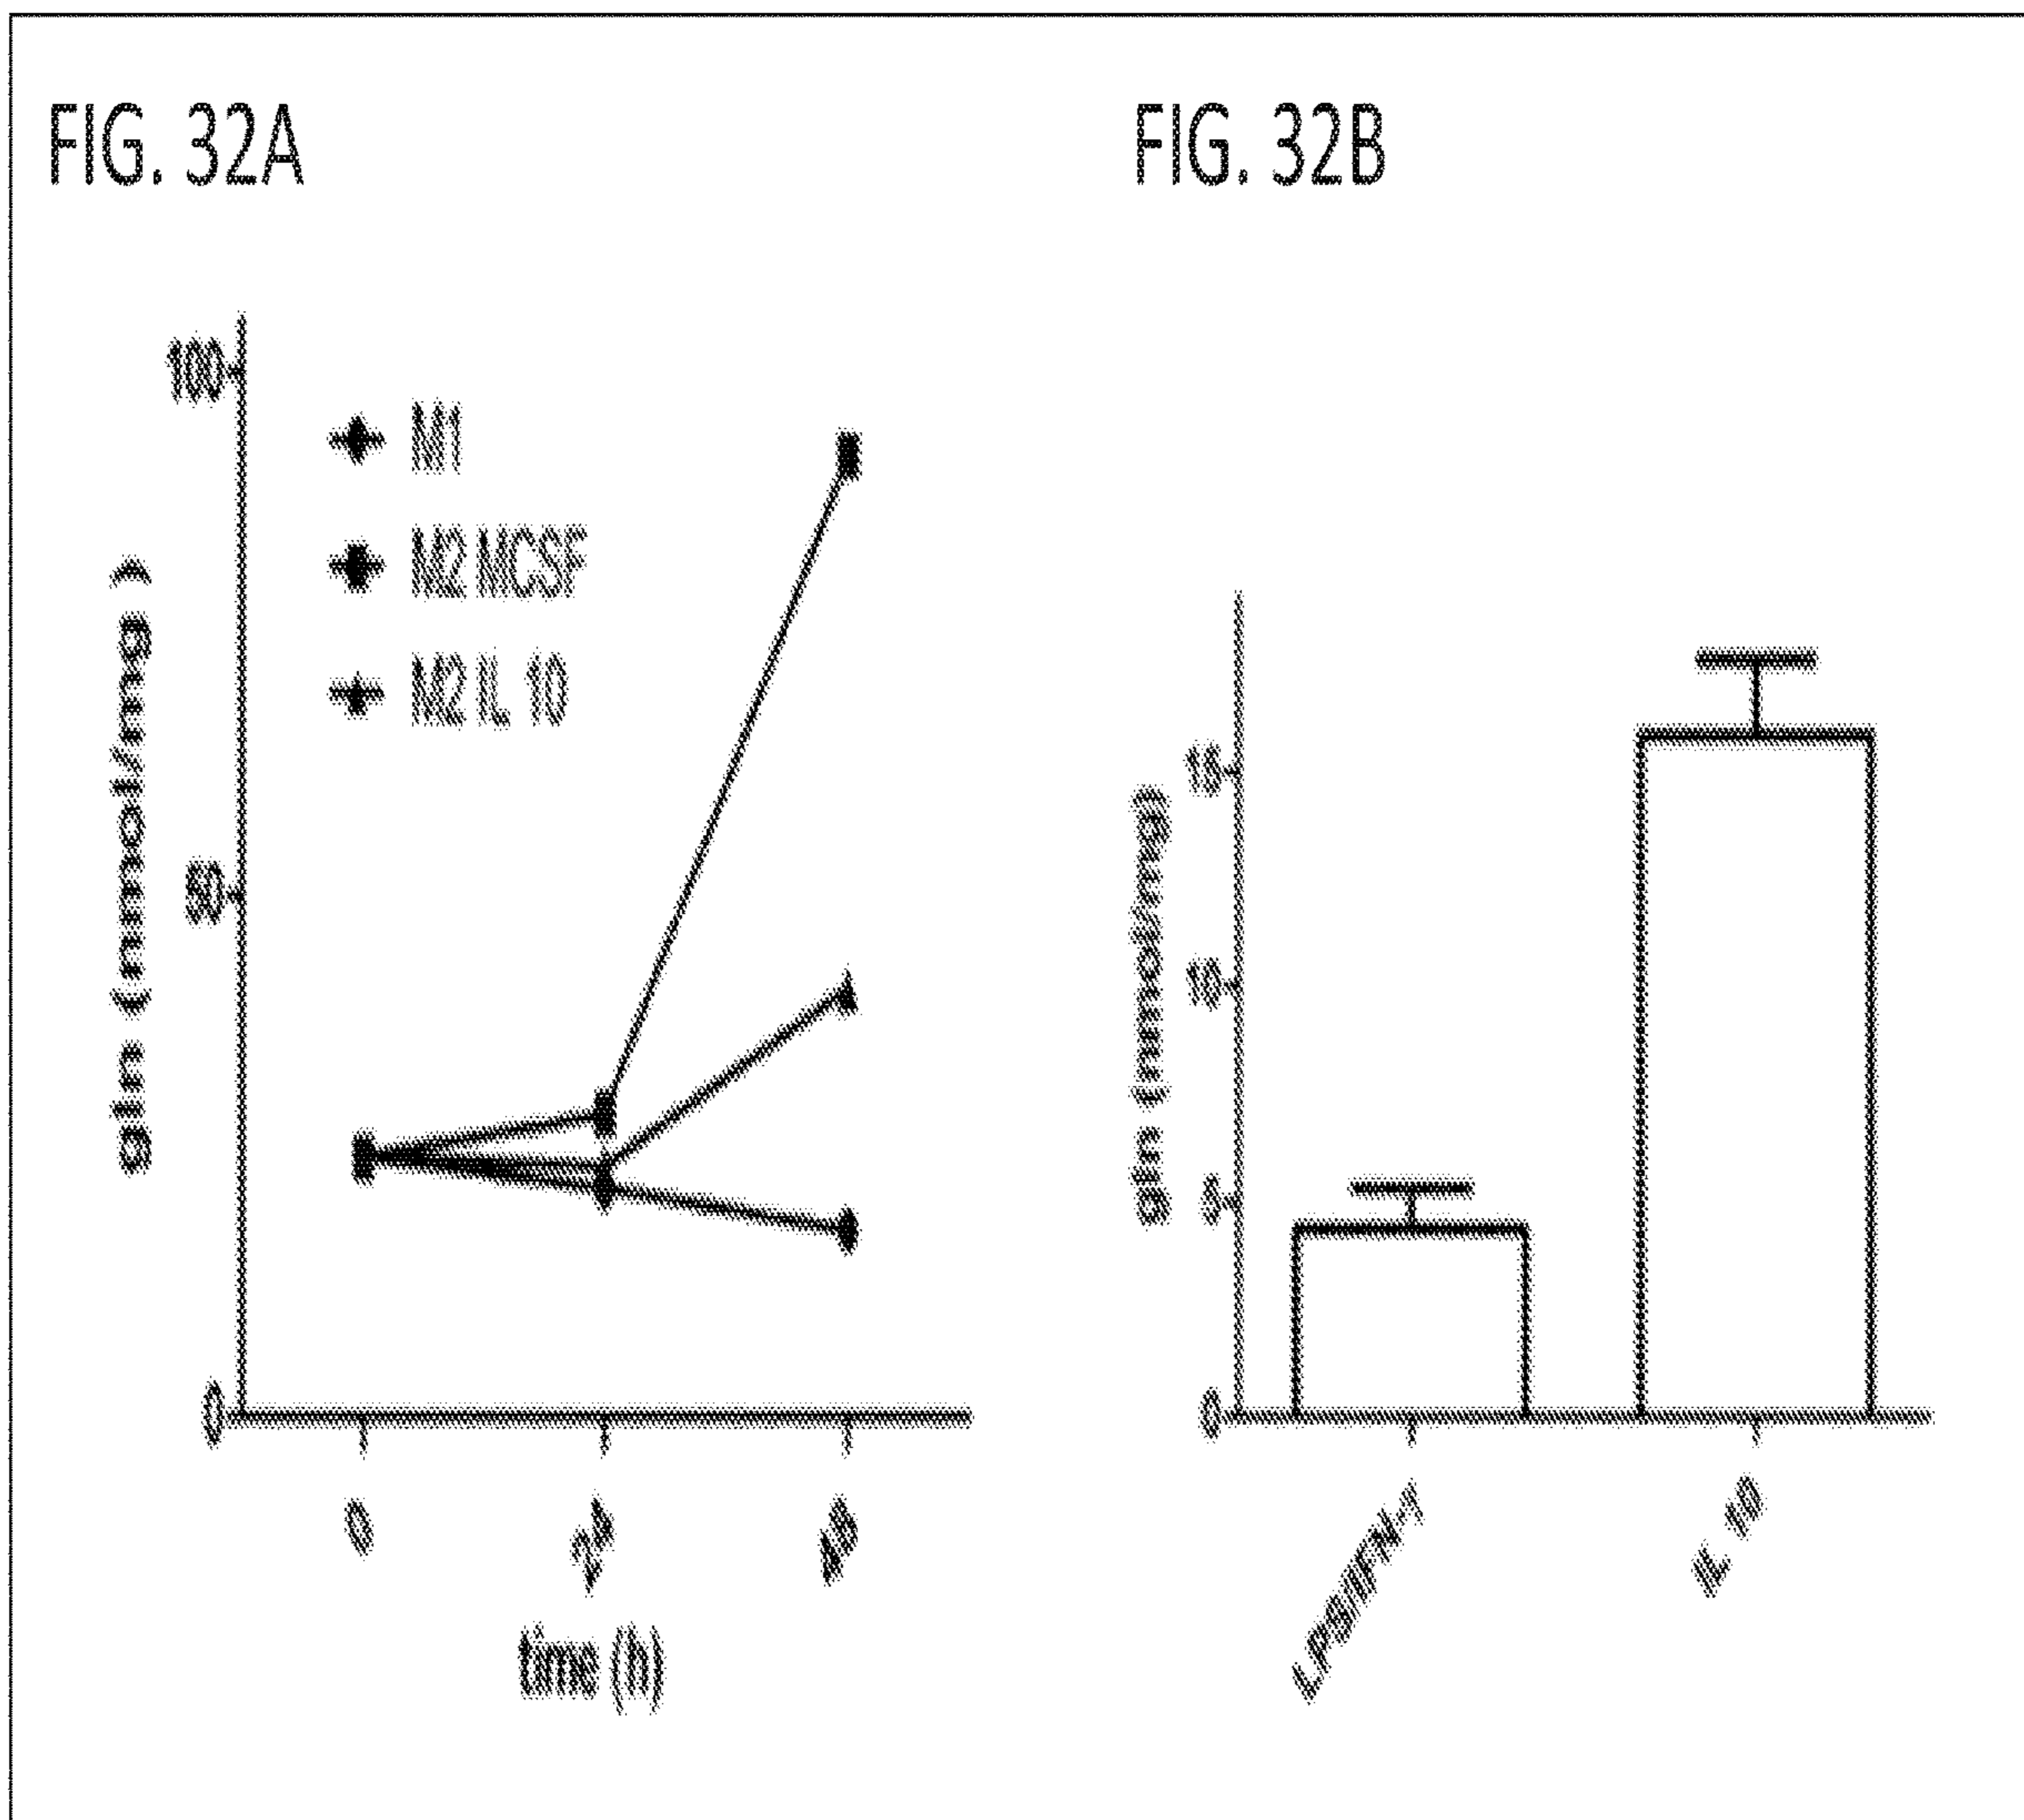 FIG. 32A
FIG. 32B
100
50
0
gln (nmol/mg)
M1
M2 MCSF
M2 IL 10
0
24
48
time (h)
15
10
5
0
gln (nmol/mg)
LPS/IFN-
IL 10